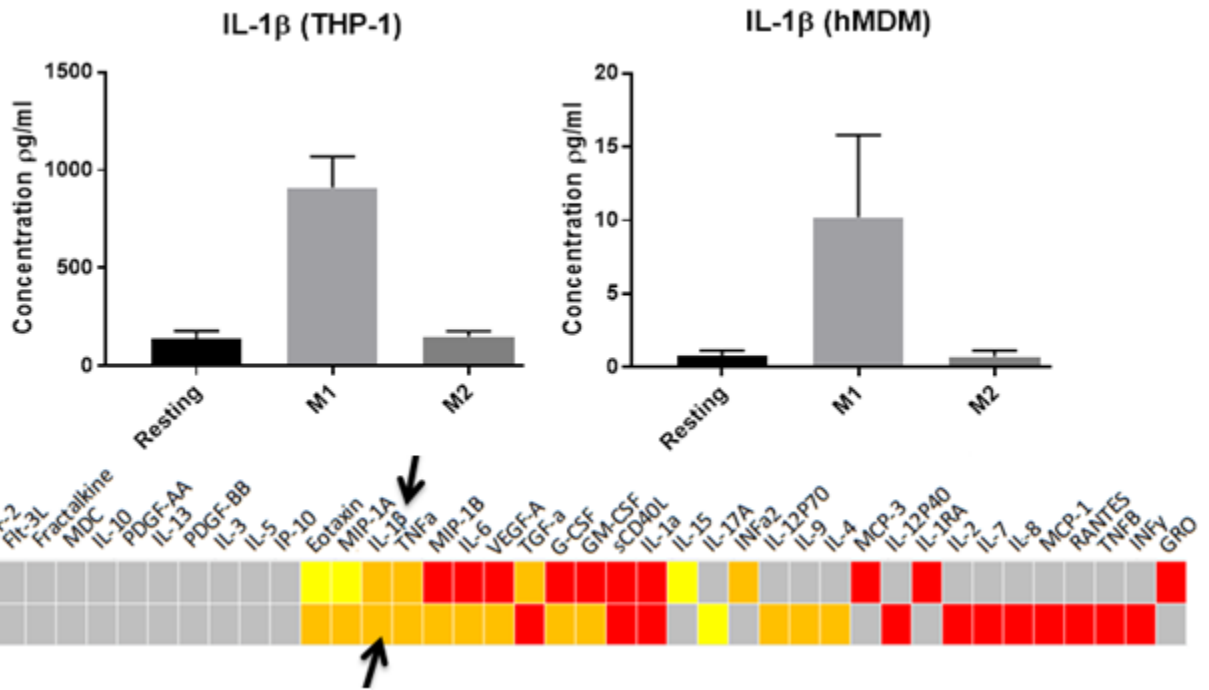 IL-1β (THP-1)
Concentration ρg/ml
1500
1000
500
0
Resting
M1
M2
IL-1β (hMDM)
Concentration ρg/ml
20
15
10
5
0
Resting
M1
M2
Flt-3L
Fractalkine
MDC
IL-10
PDGF-AA
IL-13
PDGF-BB
IL-3
IL-5
IP-10
Eotaxin
MIP-1A
IL-1β
TNFa
MIP-1B
IL-6
VEGF-A
TGF-a
G-CSF
GM-CSF
sCD40L
IL-1a
IL-15
IL-17A
INFa2
IL-12P70
IL-9
IL-4
MCP-3
IL-12P40
IL-1RA
IL-2
IL-7
IL-8
MCP-1
RANTES
TNFB
INFγ
GRO